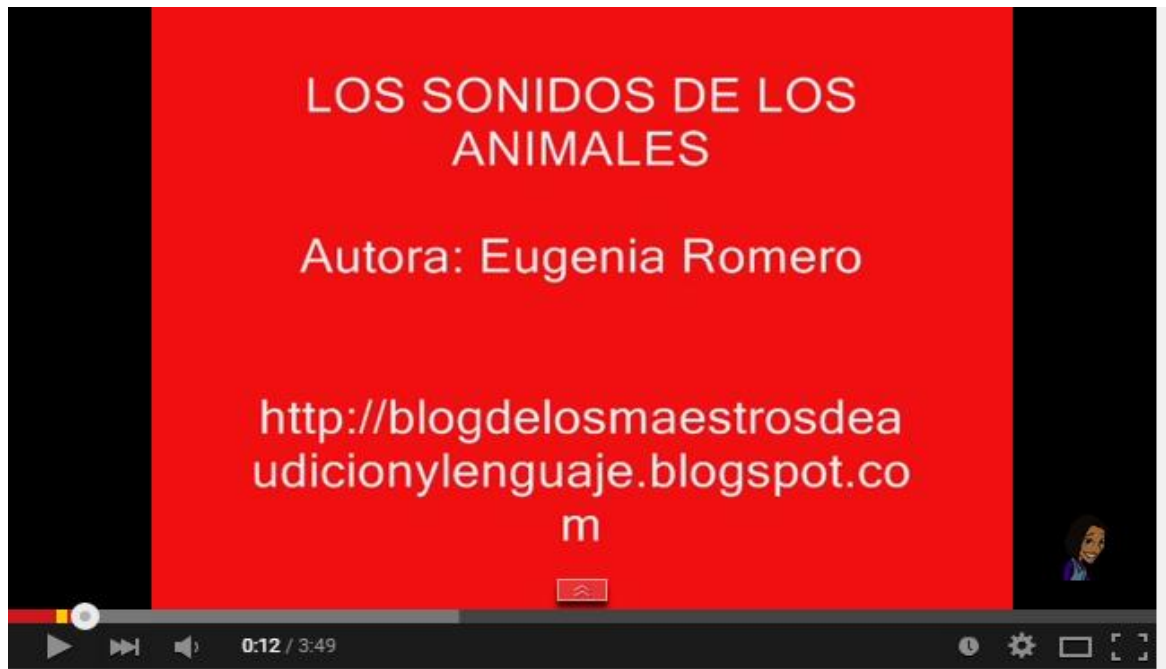 LOS SONIDOS DE LOS
ANIMALES
Autora: Eugenia Romero
http://blogdelosmaestrosdea
udicionylenguaje.blogspot.co
m
0:12 / 3:49